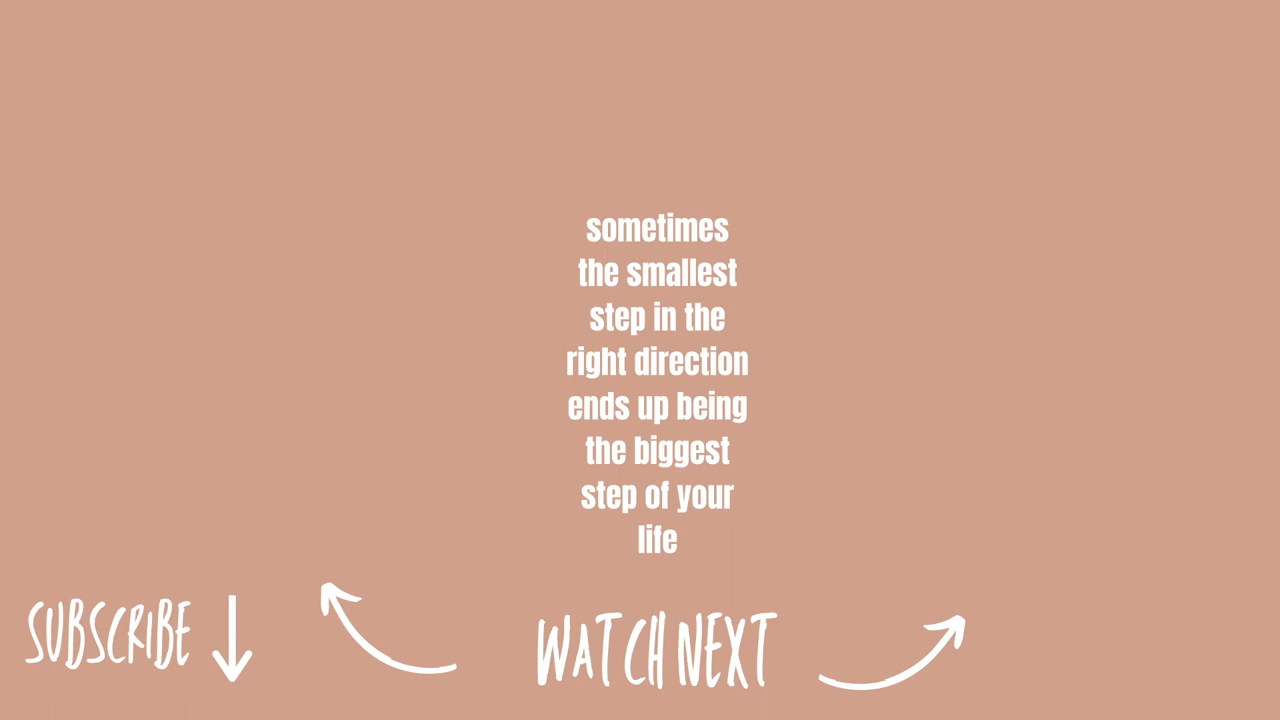 sometimes
the smallest
step in the
right direction
ends up being
the biggest
step of your
life
SUBSCRIBE
WATCH NEXT